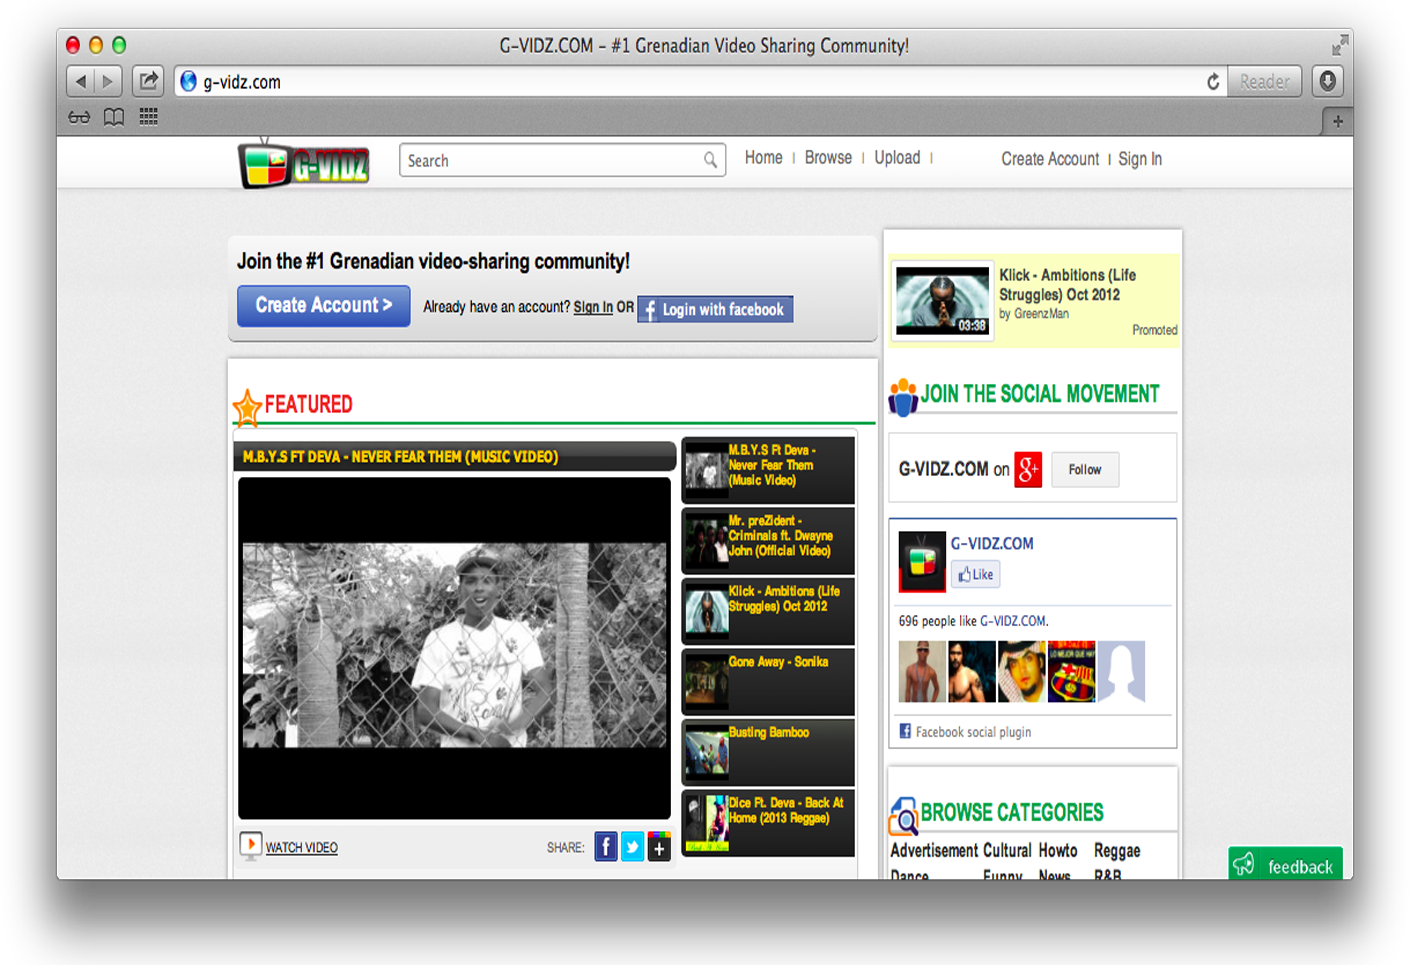 G-VIDZ.COM – #1 Grenadian Video Sharing Community!
g-vidz.com
Reader
G-VIDZ
Search
Home | Browse | Upload |
Create Account | Sign In
Join the #1 Grenadian video-sharing community!
Create Account >
Already have an account? Sign In OR
f Login with facebook
Klick - Ambitions (Life
Struggles) Oct 2012
by GreenzMan
03:38
Promoted
FEATURED
M.B.Y.S FT DEVA - NEVER FEAR THEM (MUSIC VIDEO)
M.B.Y.S Ft Deva -
Never Fear Them
(Music Video)
Mr. preZident -
Criminals ft. Dwayne
John (Official Video)
Klick - Ambitions (Life
Struggles) Oct 2012
Gone Away - Sonika
Busting Bamboo
Dice Ft. Deva - Back At
Home (2013 Reggae)
WATCH VIDEO
SHARE:
JOIN THE SOCIAL MOVEMENT
G-VIDZ.COM on g+ Follow
G-VIDZ.COM
Like
696 people like G-VIDZ.COM.
LO MEJOR QUE HAY
Facebook social plugin
BROWSE CATEGORIES
Advertisement Cultural Howto Reggae
Dance Funny News R&B
feedback